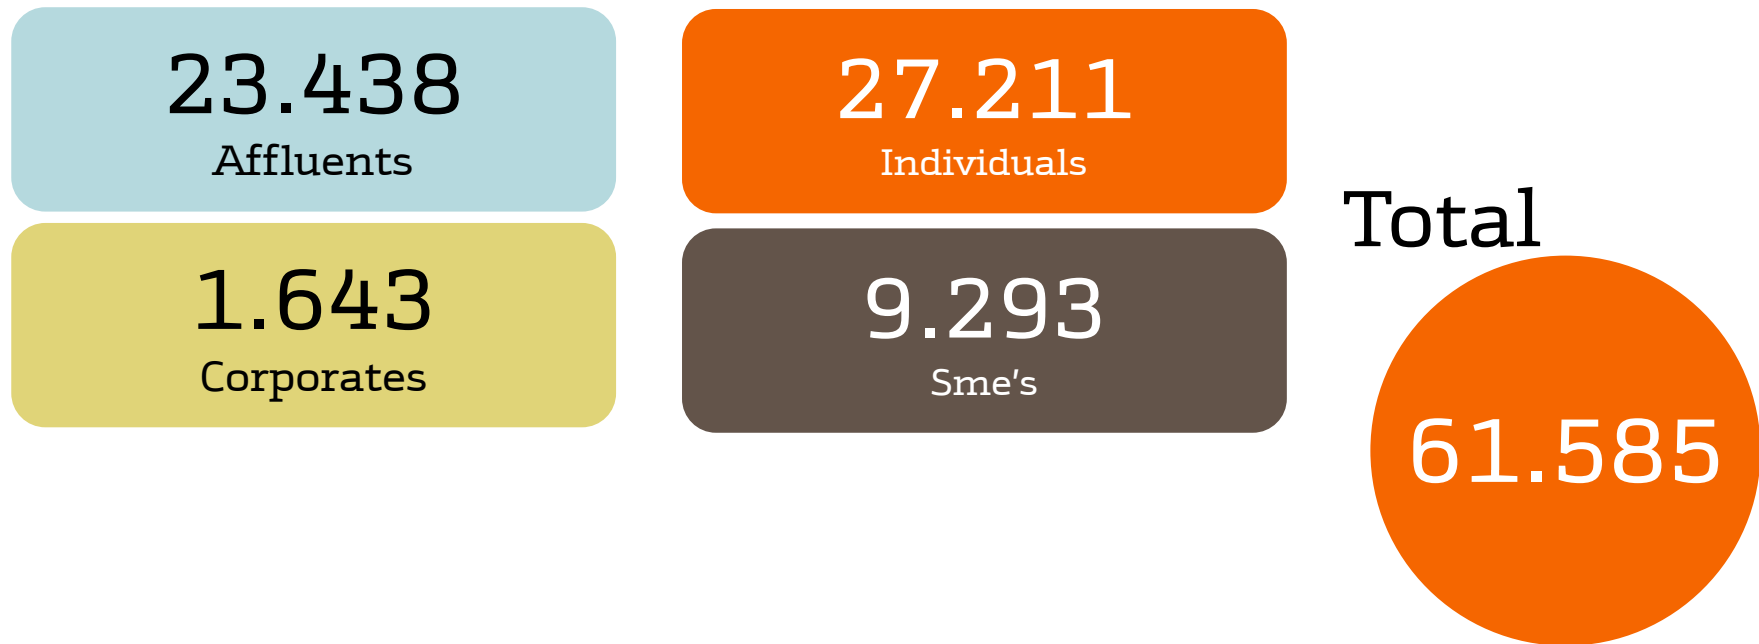 23.438
Affluents
27.211
Individuals
1.643
Corporates
9.293
Sme's
Total
61.585